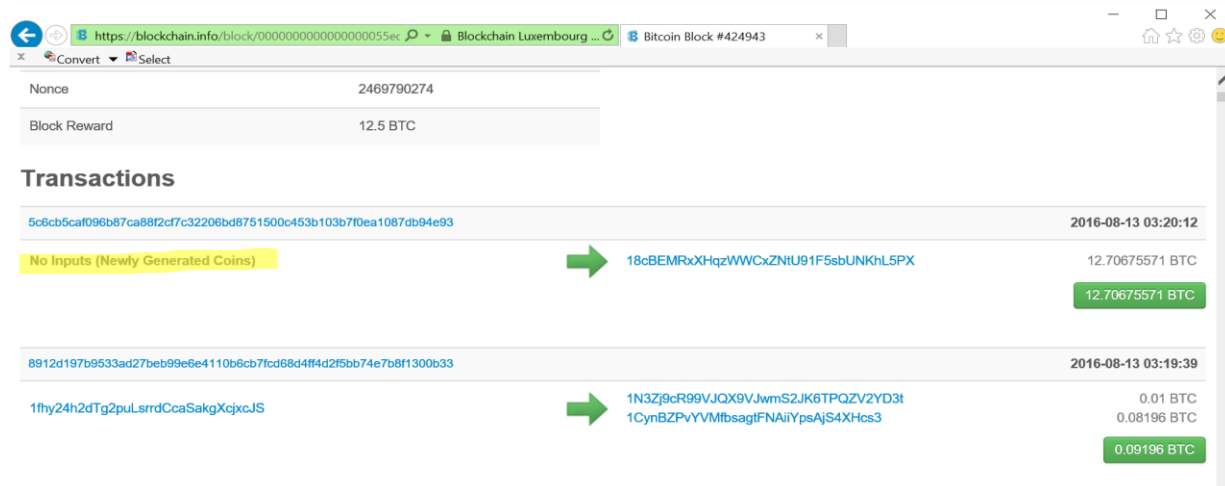 https://blockchain.info/block/0000000000000000055ec
Blockchain Luxembourg ...
Bitcoin Block #424943
x Convert Select
Nonce 2469790274
Block Reward 12.5 BTC
Transactions
5c6cb5caf096b87ca88f2cf7c32206bd8751500c453b103b7f0ea1087db94e93 2016-08-13 03:20:12
No Inputs (Newly Generated Coins) 18cBEMRxXHqzWWCxZNtU91F5sbUNKhL5PX 12.70675571 BTC
12.70675571 BTC
8912d197b9533ad27beb99e6e4110b6cb7fcd68d4ff4d2f5bb74e7b8f1300b33 2016-08-13 03:19:39
1fhy24h2dTg2puLsrrdCcaSakgXcjxcJS 1N3Zj9cR99VJQX9VJwmS2JK6TPQZV2YD3t 0.01 BTC
1CynBZPvYVMfbsagtFNAiiYpsAjS4XHcs3 0.08196 BTC
0.09196 BTC